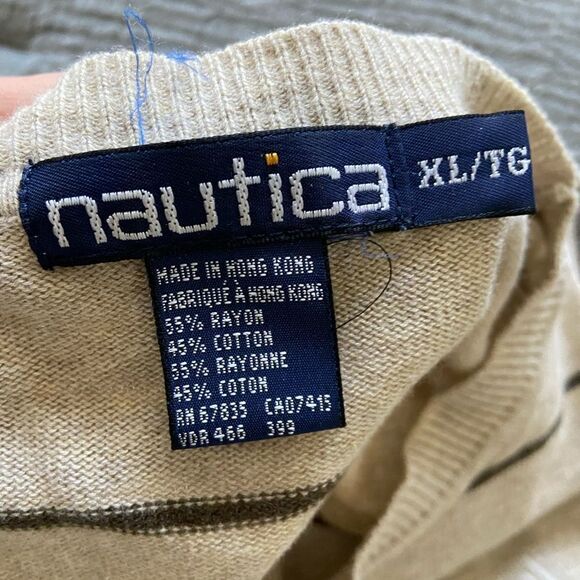 nautica
XL/TG
MADE IN HONG KONG
FABRIQUÉ À HONG KONG
55% RAYON
45% COTTON
55% RAYONNE
45% COTON
RN 67835 CA07415
VDR 466 399